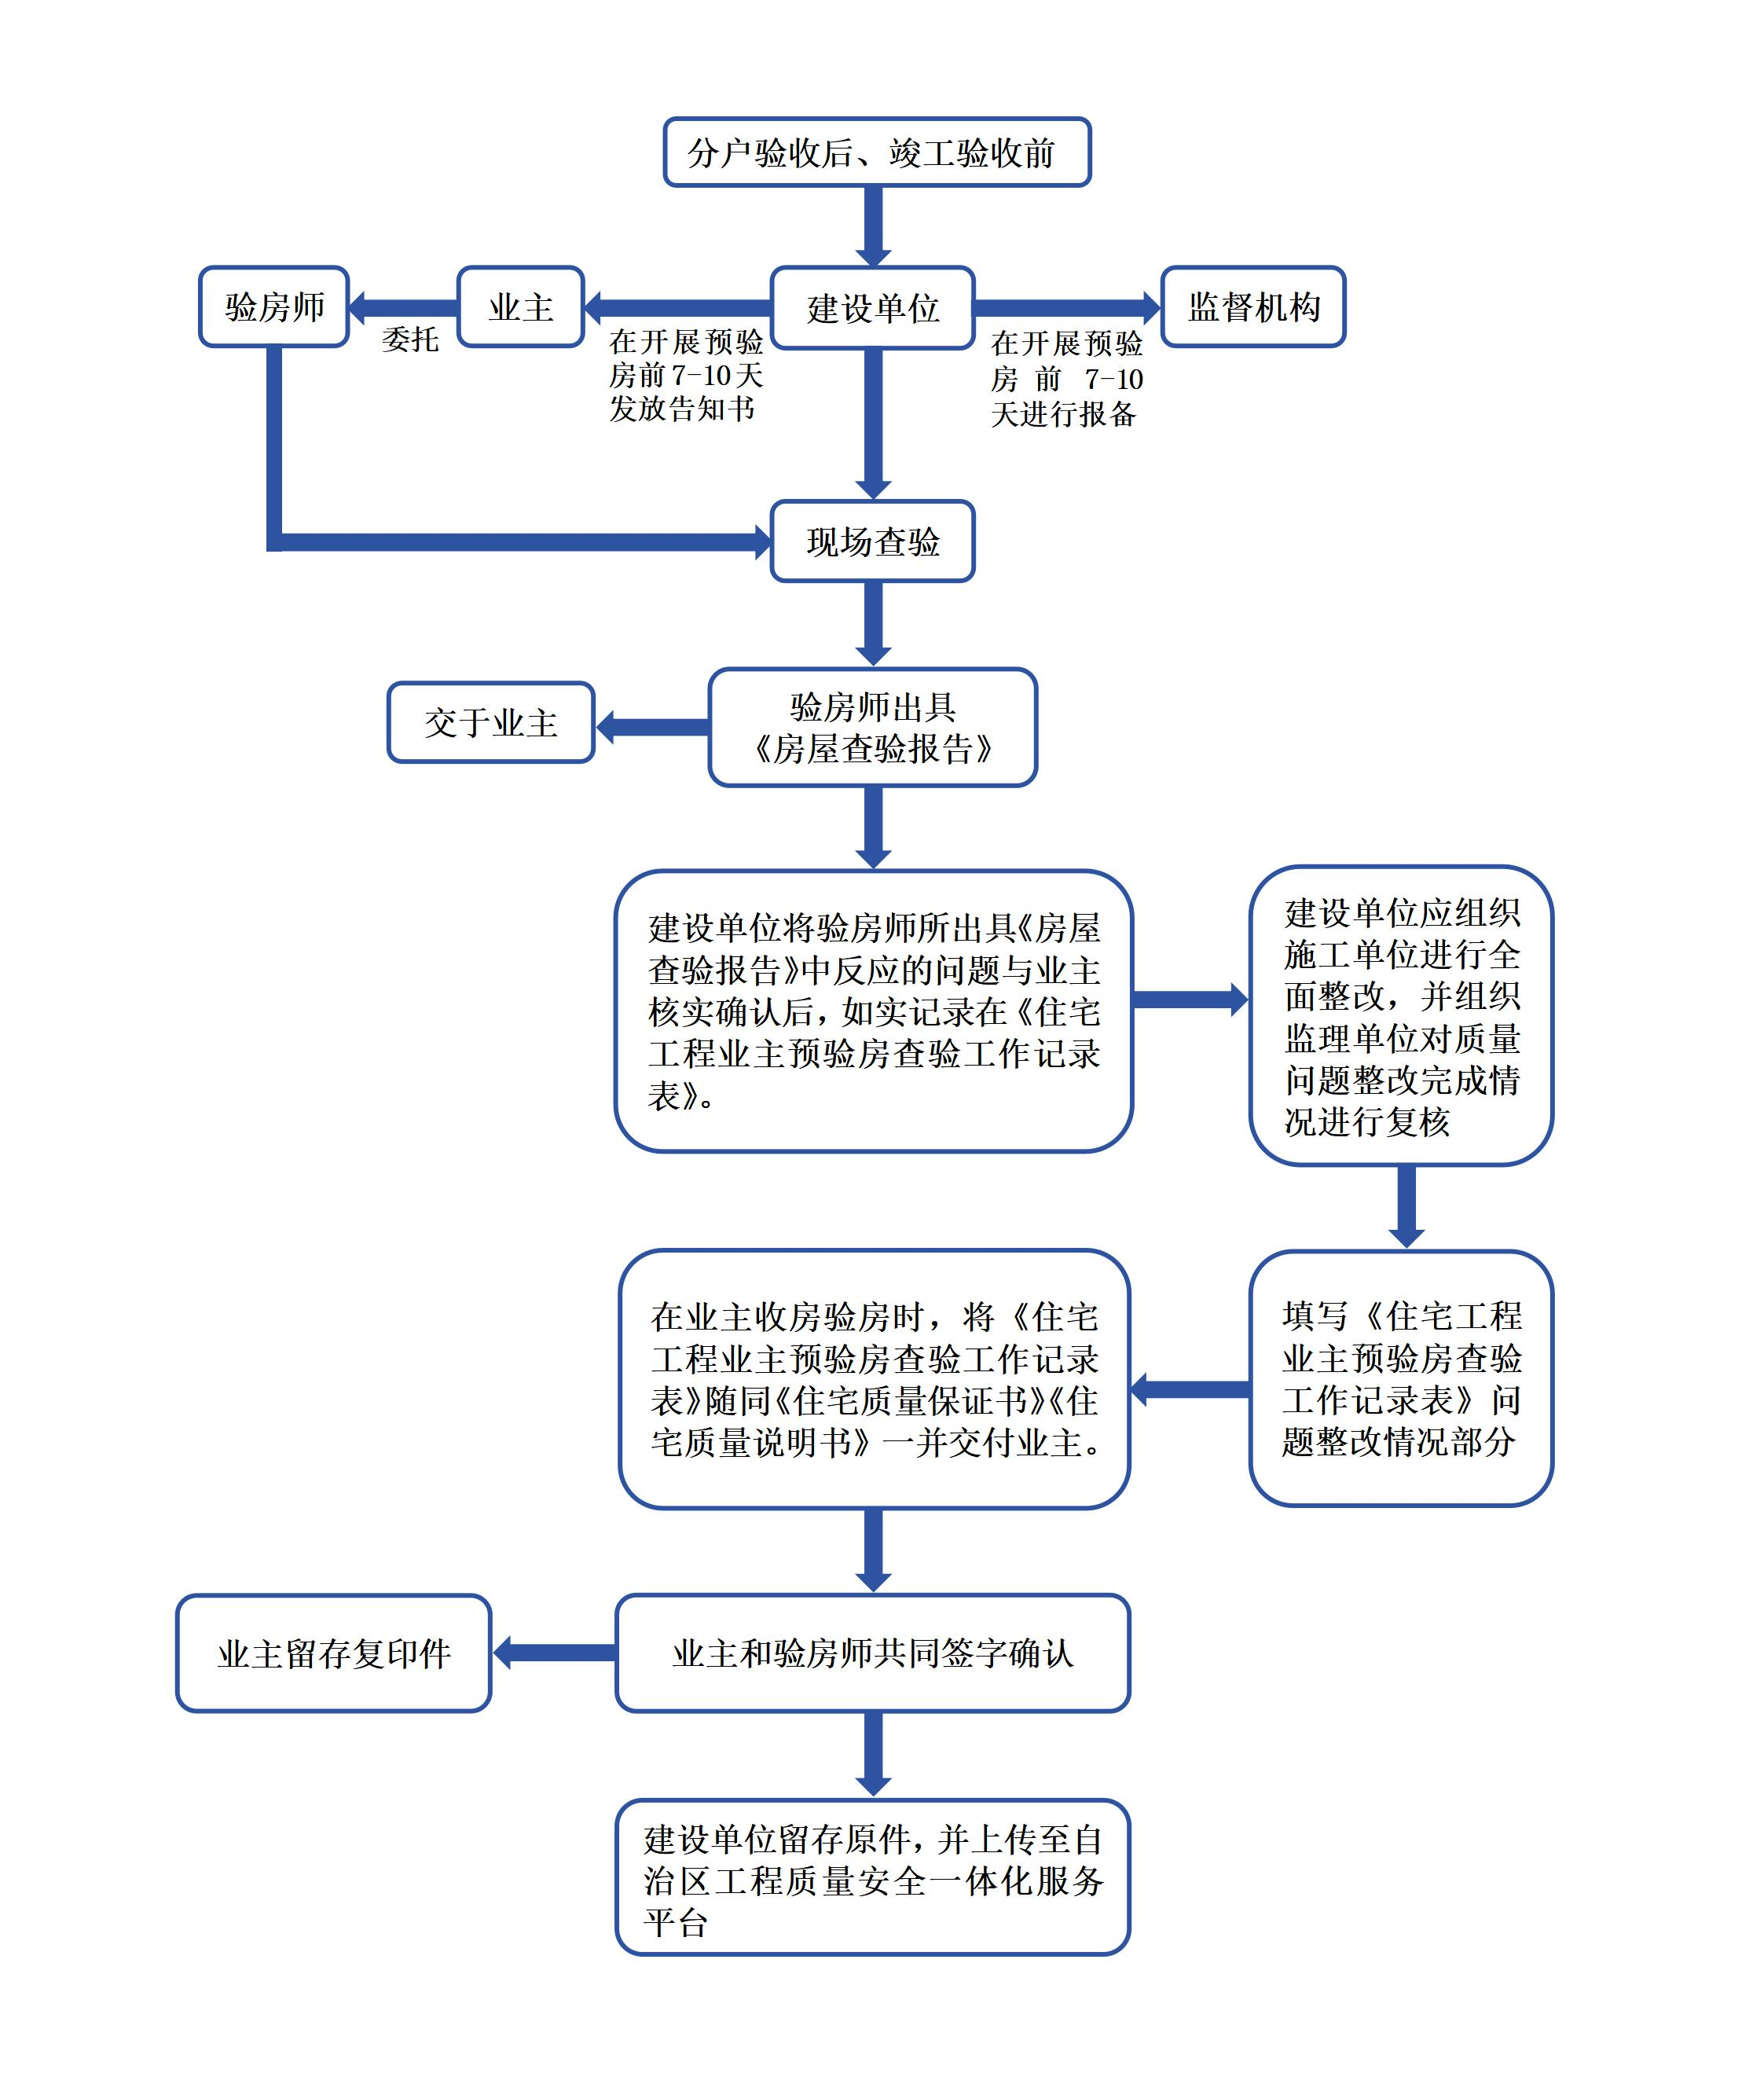 分户验收后、竣工验收前
验房师
委托
业主
在开展预验
房前 7-10 天
发放告知书
建设单位
在开展预验
房 前 7-10
天进行报备
监督机构
现场查验
交于业主
验房师出具
《房屋查验报告》
建设单位将验房师所出具《房屋
查验报告》中反应的问题与业主
核实确认后，如实记录在《住宅
工程业主预验房查验工作记录
表》。
建设单位应组织
施工单位进行全
面整改，并组织
监理单位对质量
问题整改完成情
况进行复核
填写《住宅工程
业主预验房查验
工作记录表》问
题整改情况部分
在业主收房验房时，将《住宅
工程业主预验房查验工作记录
表》随同《住宅质量保证书》《住
宅质量说明书》一并交付业主。
业主留存复印件
业主和验房师共同签字确认
建设单位留存原件，并上传至自
治区工程质量安全一体化服务
平台